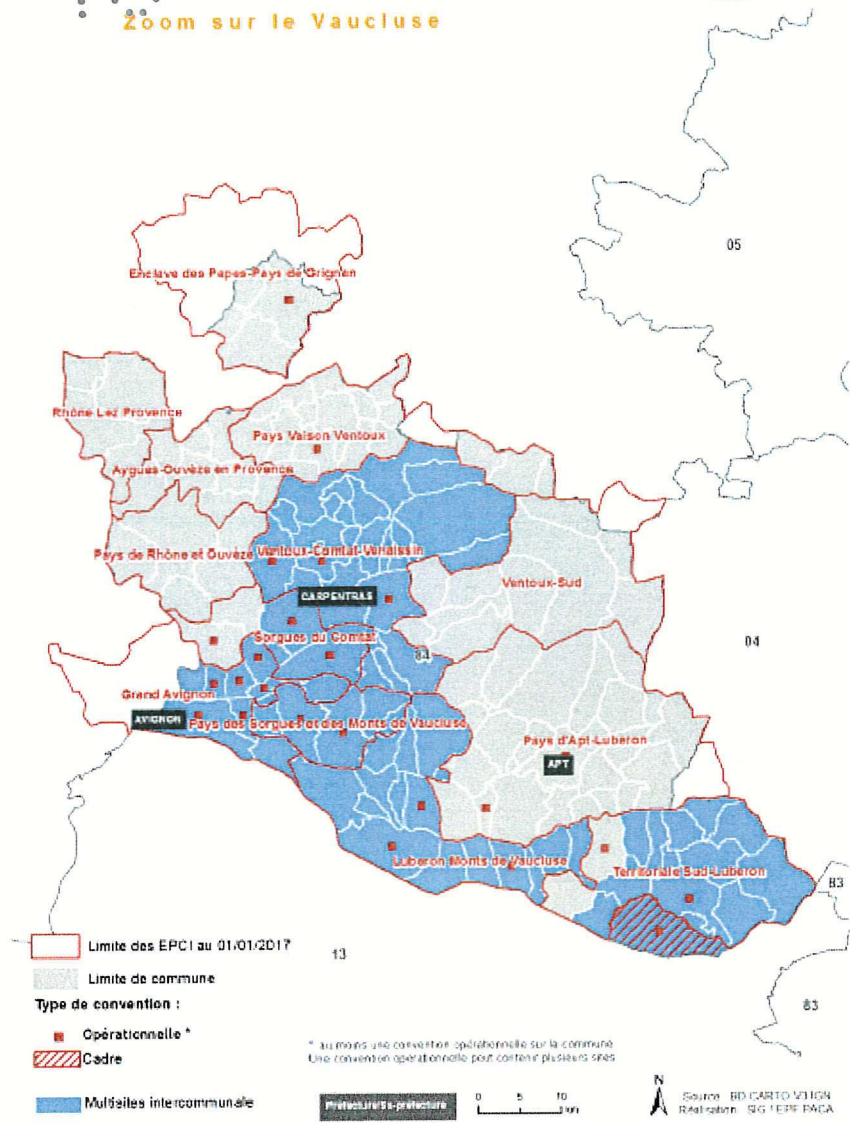 Zoom sur le Vaucluse
05
Enclave des Papes-Pays de Grignan
Rhône Lez Provence
Pays Vaison Ventoux
Aygues-Ouvèze en Provence
Pays de Rhône et Ouvèze
Ventoux-Comtat-Venaissin
Ventoux-Sud
CARPENTRAS
Sorgues du Comtat
84
04
Grand Avignon
AVIGNON
Pays des Sorgues et des Monts de Vaucluse
Pays d'Apt-Luberon
APT
Luberon Monts de Vaucluse
Territoriale Sud-Luberon
83
Limite des EPCI au 01/01/2017
13
Limite de commune
83
Type de convention :
Opérationnelle *
Cadre
* au moins une convention opérationnelle sur la commune
Une convention opérationnelle peut contenir plusieurs sites
Multisites intercommunale
Préfecture/Ss-préfecture
0 5 10
Km
N
Source : BD CARTO V3 IGN
Réalisation : SIG / EPF PACA